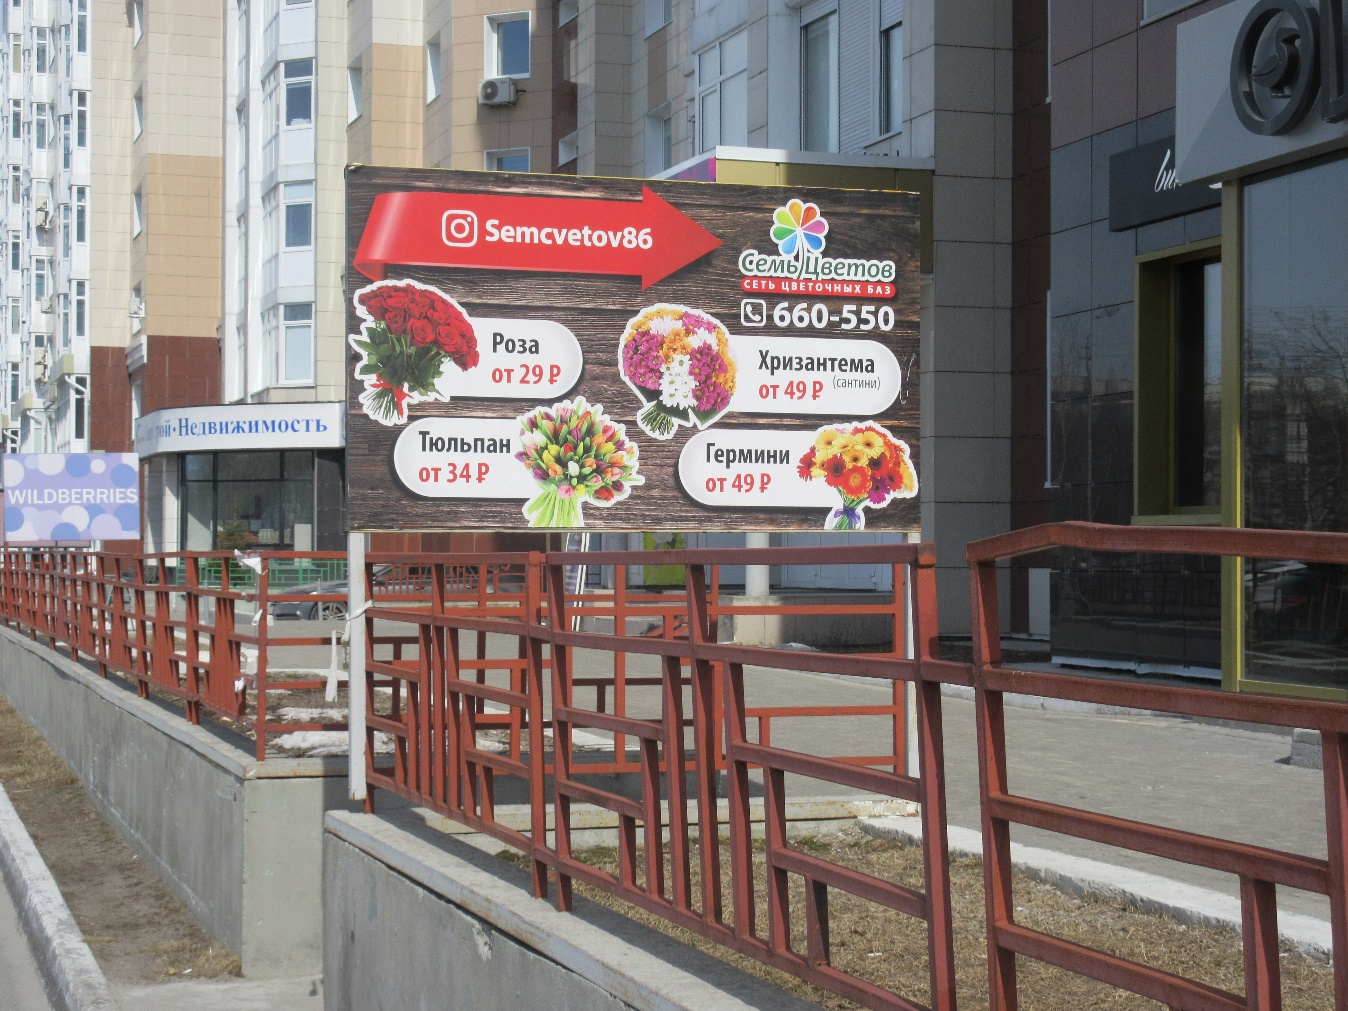 Semcvetov86
Семь Цветов
СЕТЬ ЦВЕТОЧНЫХ БАЗ
660-550
Роза
от 29 ₽
Хризантема
(сантини)
от 49 ₽
Тюльпан
от 34 ₽
Гермини
от 49 ₽
Недвижимость
WILDBERRIES